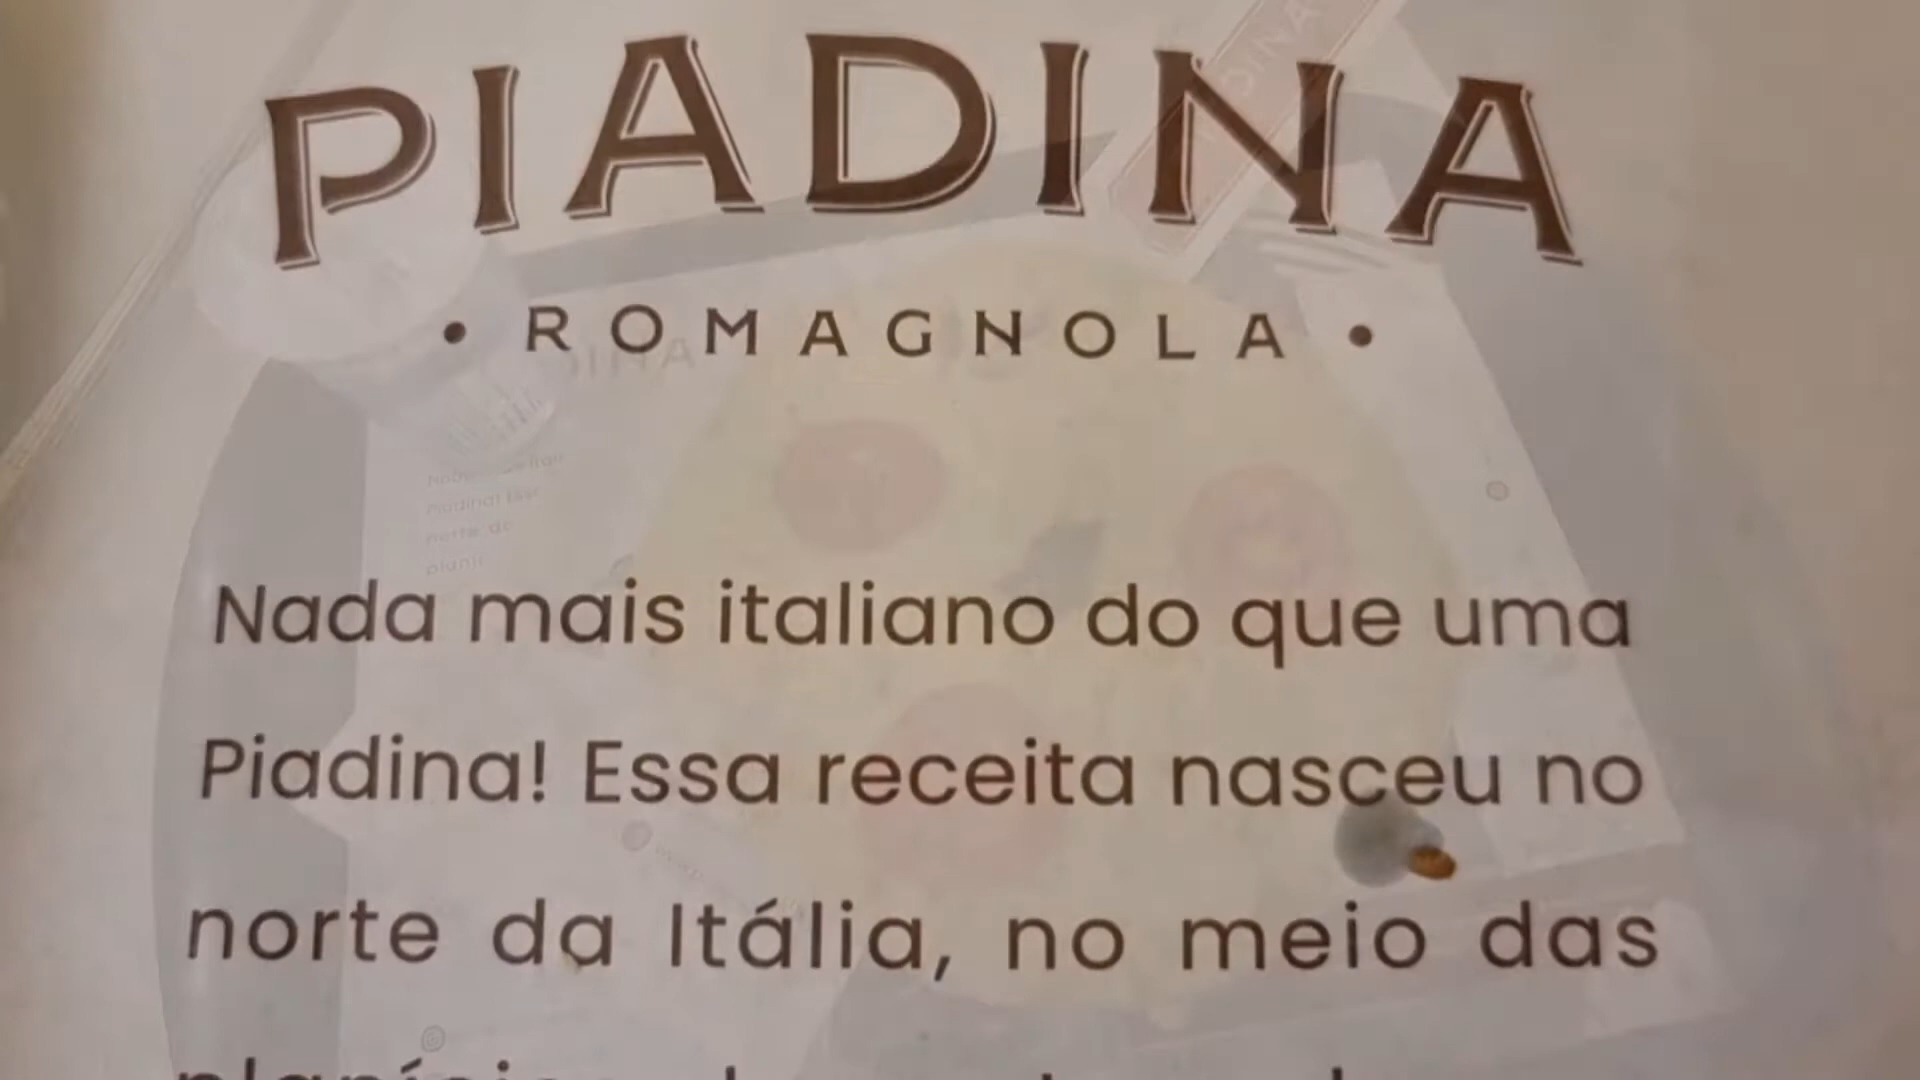 PIADINA
• ROMAGNOLA •
Nada mais italiano do que uma
Piadina! Essa receita nasceu no
norte da Itália, no meio das